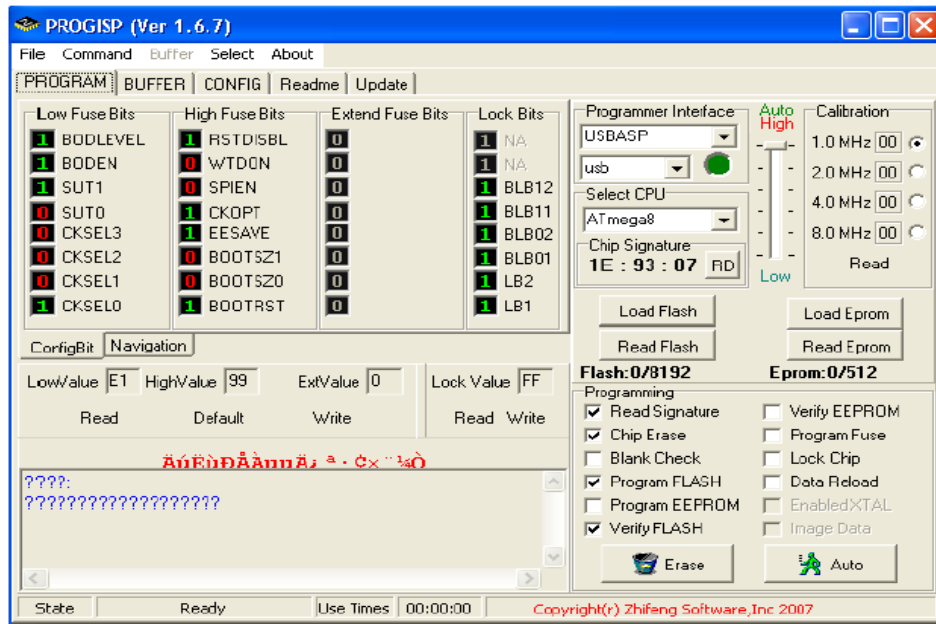 PROGISP (Ver 1.6.7)
File Command Buffer Select About
PROGRAM BUFFER CONFIG Readme Update
Low Fuse Bits High Fuse Bits Extend Fuse Bits Lock Bits
1 BODLEVEL 1 RSTDISBL 0 1 NA
1 BODEN 0 WTDON 0 1 NA
1 SUT1 0 SPIEN 0 1 BLB12
0 SUT0 1 CKOPT 0 1 BLB11
0 CKSEL3 1 EESAVE 0 1 BLB02
0 CKSEL2 0 BOOTSZ1 0 1 BLB01
0 CKSEL1 0 BOOTSZ0 0 1 LB2
1 CKSEL0 1 BOOTRST 0 1 LB1
ConfigBit Navigation
LowValue E1 HighValue 99 ExtValue 0 Lock Value FF
Read Default Write Read Write
????:
???????????????????
Programmer Interface
USBASP
usb
Select CPU
ATmega8
Chip Signature
1E : 93 : 07 RD
Auto
High
Low
Calibration
1.0 MHz 00
2.0 MHz 00
4.0 MHz 00
8.0 MHz 00
Read
Load Flash Load Eprom
Read Flash Read Eprom
Flash:0/8192 Eprom:0/512
Programming
Read Signature Verify EEPROM
Chip Erase Program Fuse
Blank Check Lock Chip
Program FLASH Data Reload
Program EEPROM EnabledXTAL
Verify FLASH Image Data
Erase Auto
State Ready Use Times 00:00:00 Copyright(r) Zhifeng Software,Inc 2007